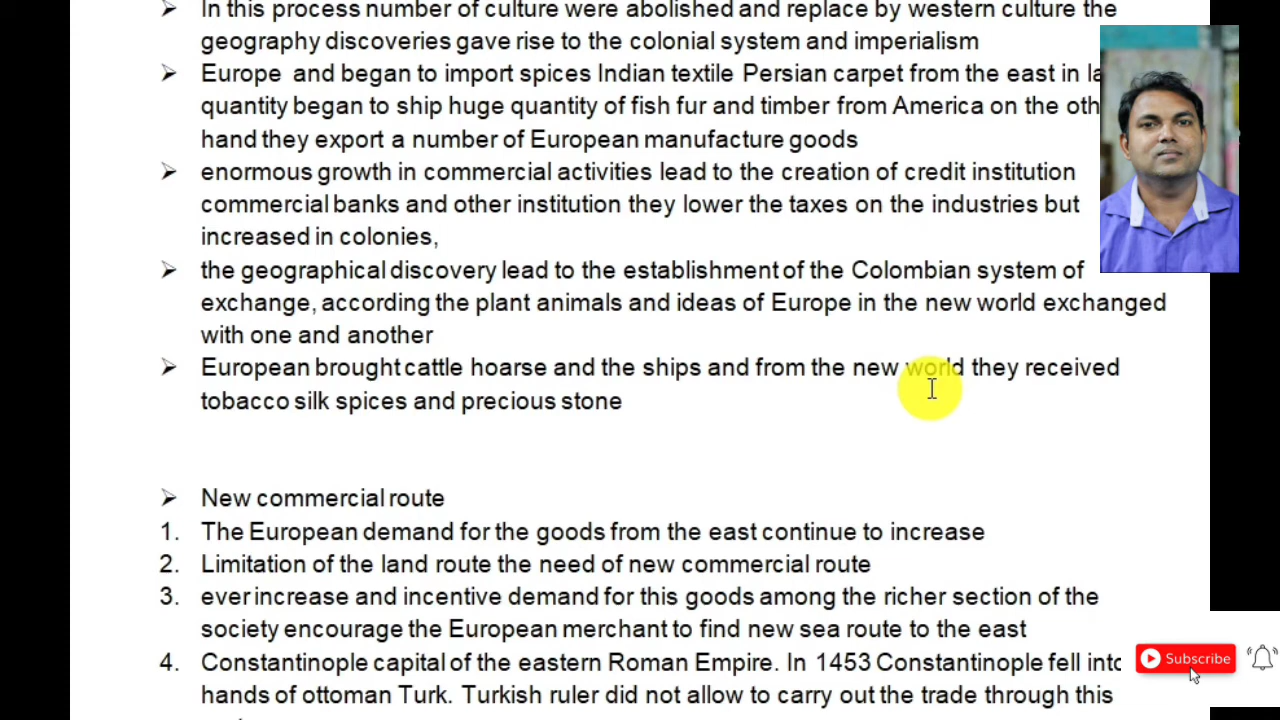 In this process number of culture were abolished and replace by western culture the
geography discoveries gave rise to the colonial system and imperialism
Europe and began to import spices Indian textile Persian carpet from the east in
quantity began to ship huge quantity of fish fur and timber from America on the
hand they export a number of European manufacture goods
enormous growth in commercial activities lead to the creation of credit institution
commercial banks and other institution they lower the taxes on the industries but
increased in colonies,
the geographical discovery lead to the establishment of the Colombian system of
exchange, according the plant animals and ideas of Europe in the new world exchanged
with one and another
European brought cattle hoarse and the ships and from the new world they received
tobacco silk spices and precious stone
New commercial route
1. The European demand for the goods from the east continue to increase
2. Limitation of the land route the need of new commercial route
3. ever increase and incentive demand for this goods among the richer section of the
society encourage the European merchant to find new sea route to the east
4. Constantinople capital of the eastern Roman Empire. In 1453 Constantinople fell
hands of ottoman Turk. Turkish ruler did not allow to carry out the trade through this
Subscribe